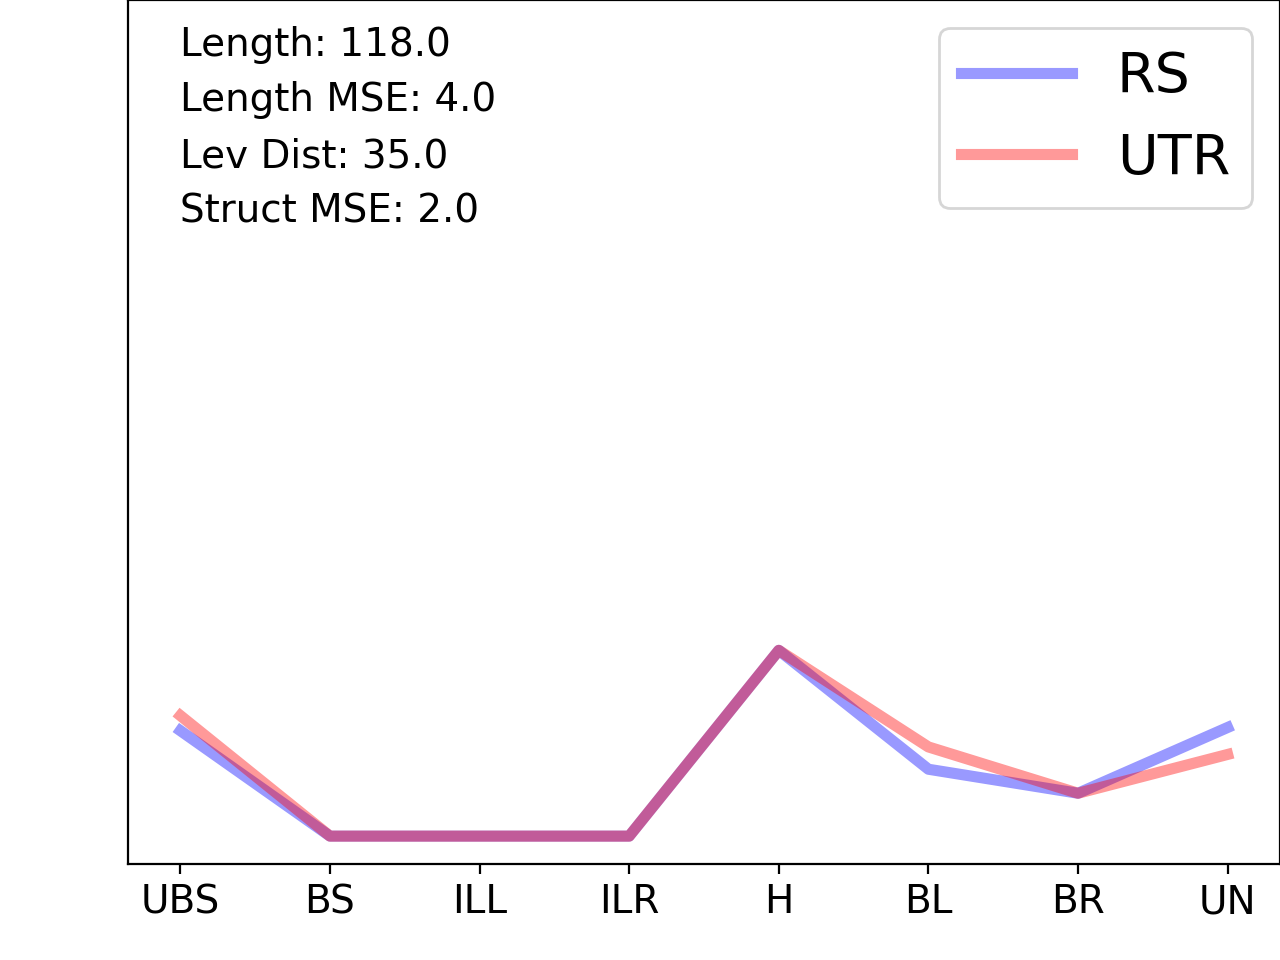 Length: 118.0
Length MSE: 4.0
Lev Dist: 35.0
Struct MSE: 2.0
RS
UTR
UBS BS ILL ILR H BL BR UN